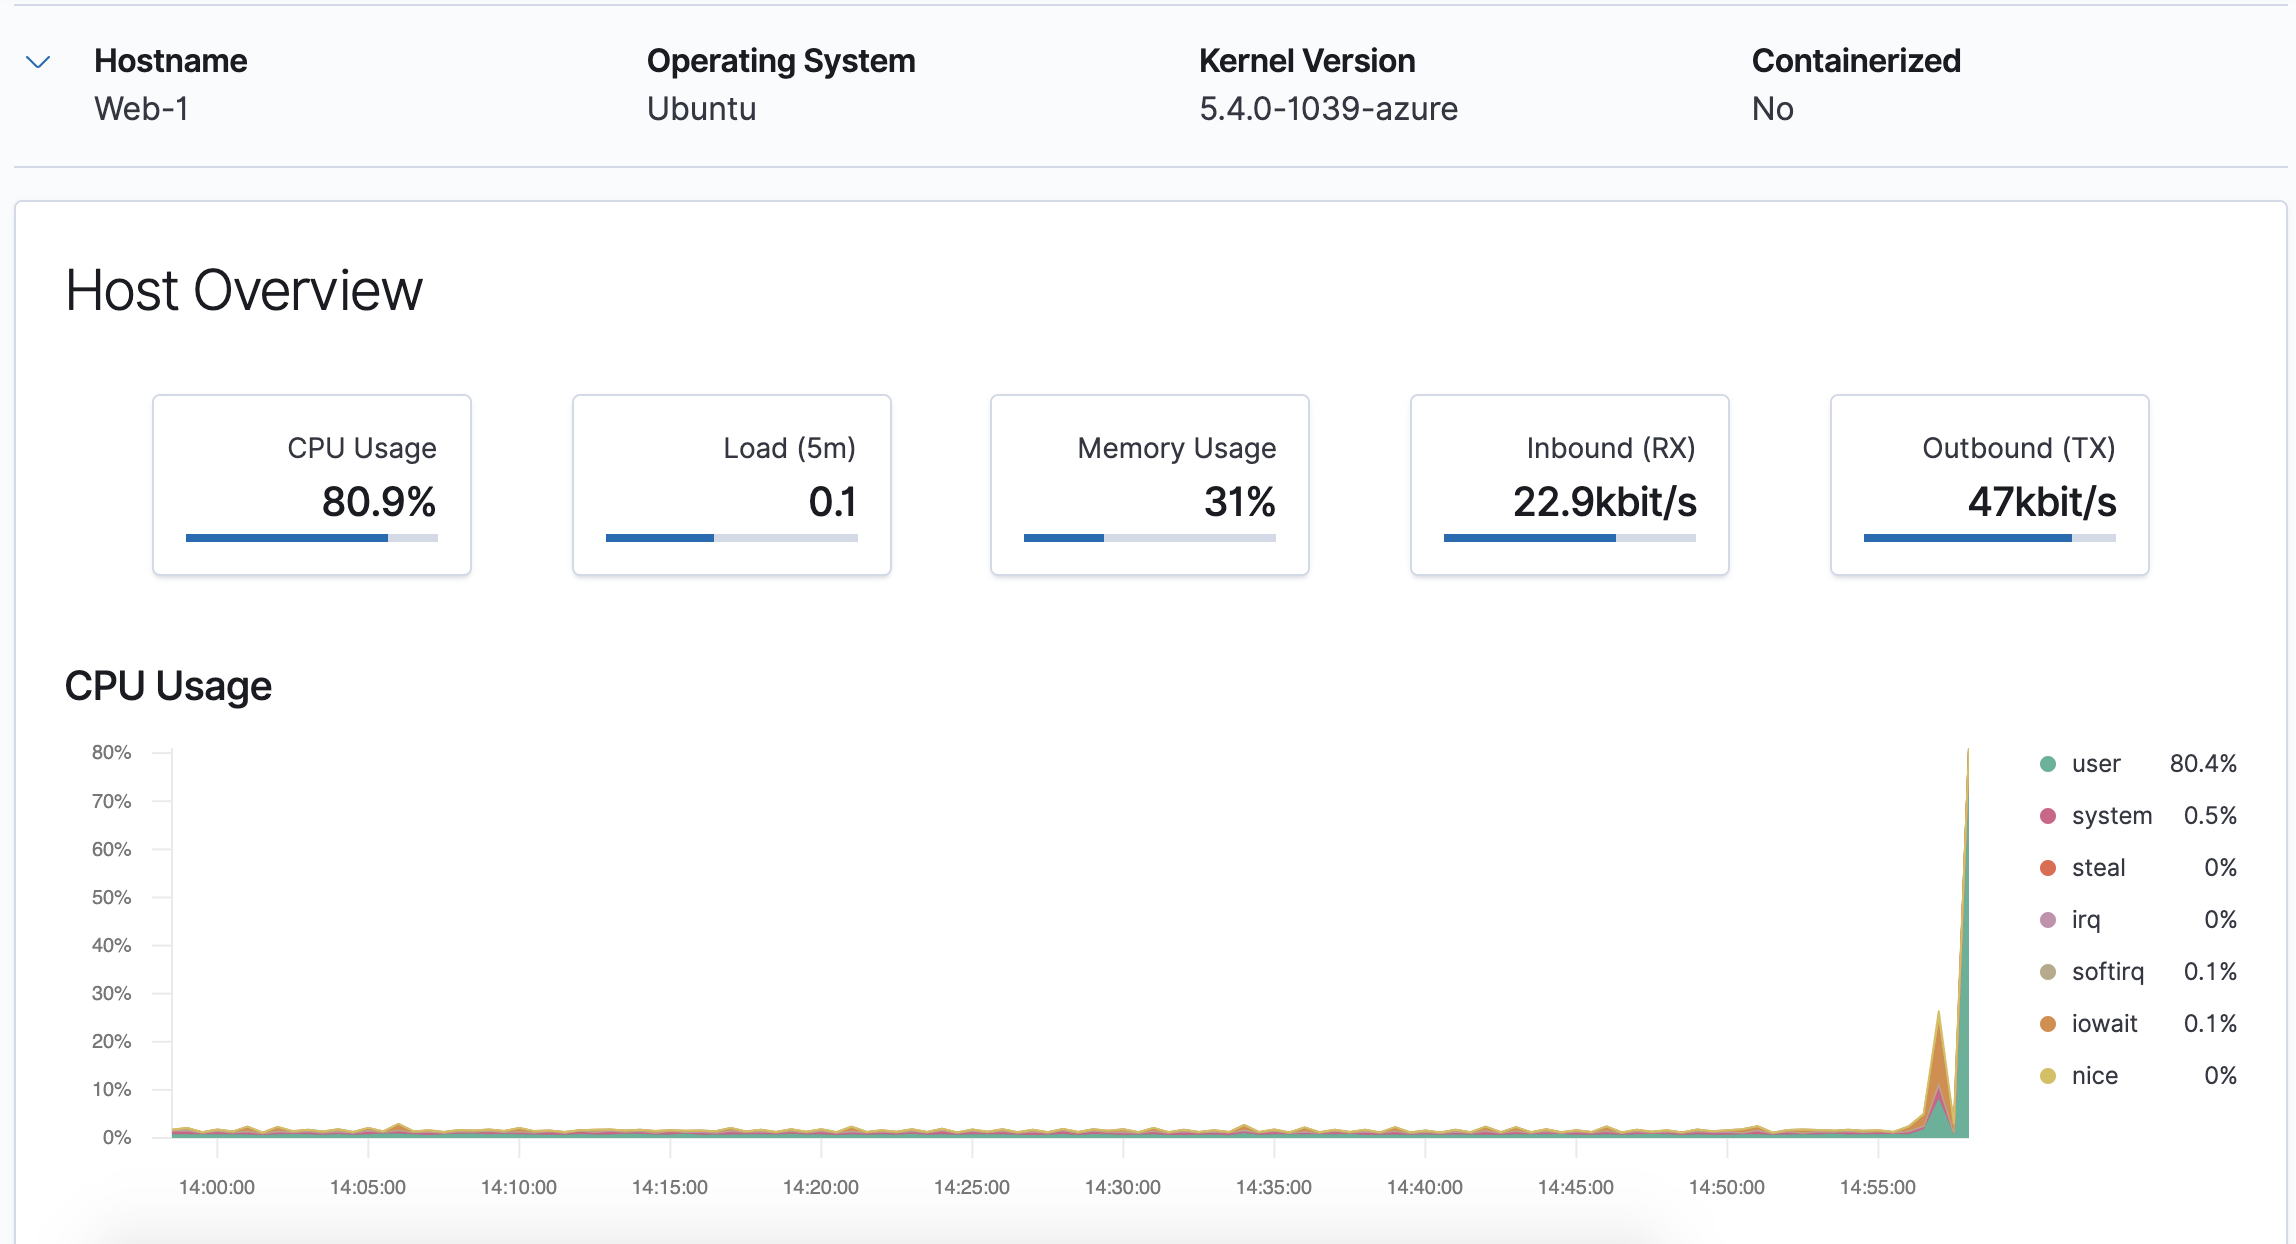 Hostname Operating System Kernel Version Containerized
Web-1 Ubuntu 5.4.0-1039-azure No
Host Overview
CPU Usage Load (5m) Memory Usage Inbound (RX) Outbound (TX)
80.9% 0.1 31% 22.9kbit/s 47kbit/s
CPU Usage
80%
70%
60%
50%
40%
30%
20%
10%
0%
14:00:00 14:05:00 14:10:00 14:15:00 14:20:00 14:25:00 14:30:00 14:35:00 14:40:00 14:45:00 14:50:00 14:55:00
user 80.4%
system 0.5%
steal 0%
irq 0%
softirq 0.1%
iowait 0.1%
nice 0%